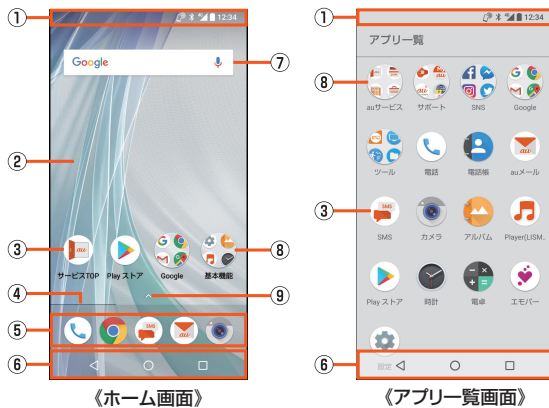 ① 12:34
Google ⑦
②
③ au
サービスTOP Play ストア Google 基本機能 ⑧
④ ⑨
⑤ SMS au
⑥
《ホーム画面》
① 12:34
アプリ一覧
⑧
auサービス サポート SNS Google
ツール 電話 電話帳 auメール
③ SMS
SMS カメラ アルバム Player(LISM..
Play ストア 時計 電卓 エモパー
⑥ 設定
《アプリ一覧画面》